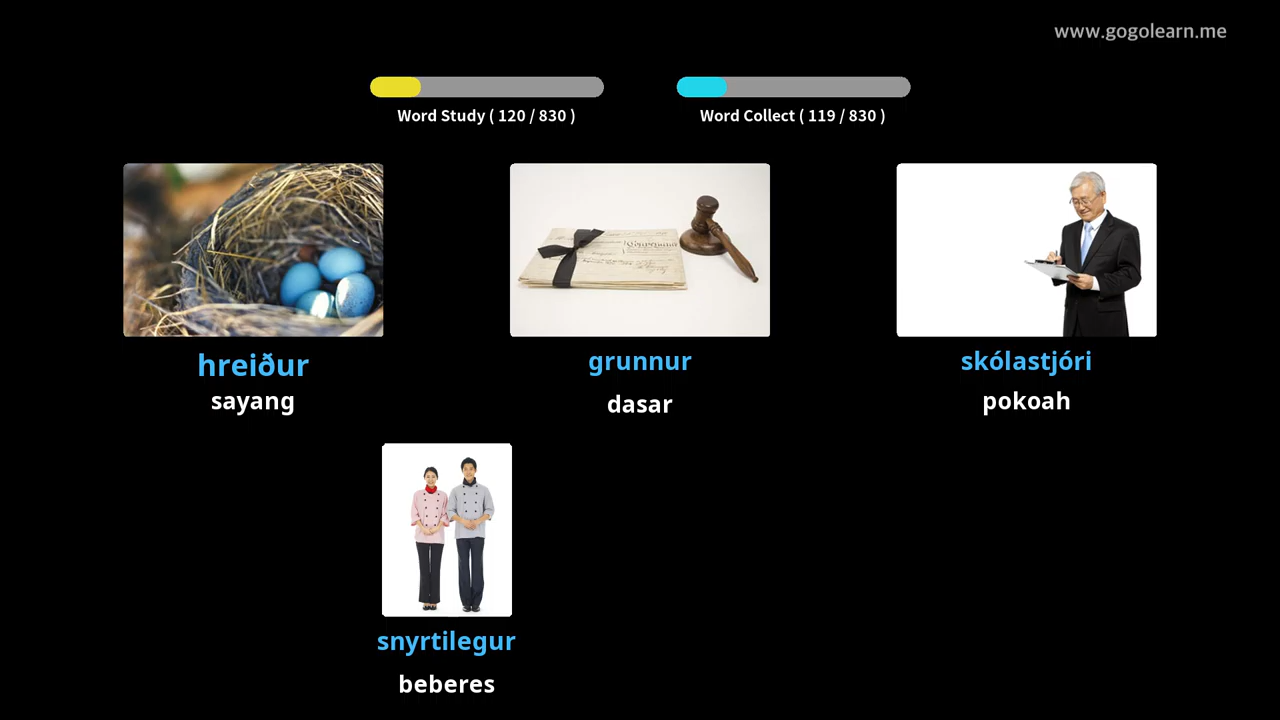 www.gogolearn.me
Word Study ( 120 / 830 )
Word Collect ( 119 / 830 )
hreiður
grunnur
skólastjóri
sayang
dasar
pokoah
snyrtilegur
beberes